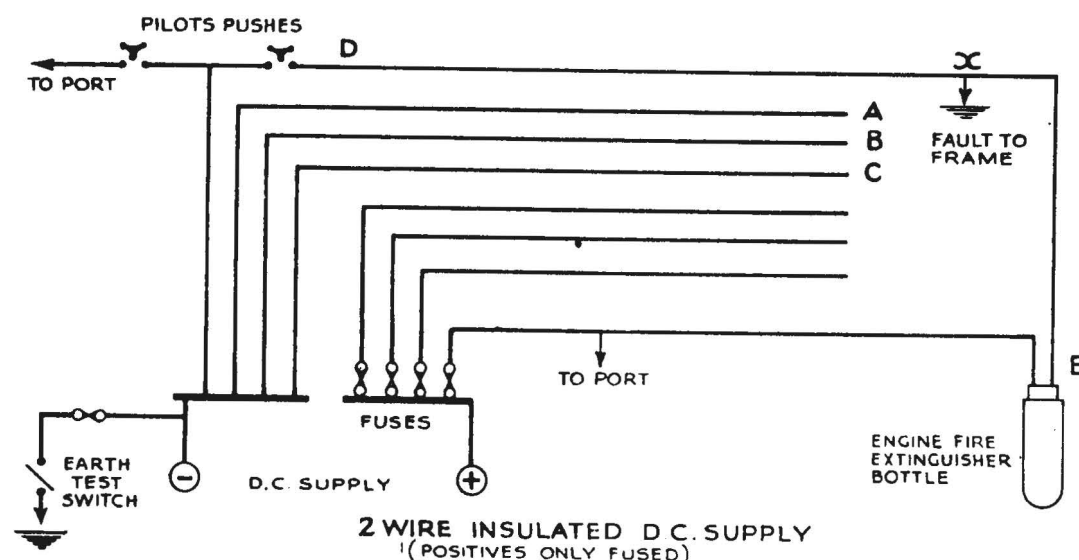 PILOTS PUSHES
D
X
TO PORT
A
FAULT TO
FRAME
B
C
TO PORT
E
FUSES
EARTH
TEST
SWITCH
−
D.C. SUPPLY
+
ENGINE FIRE
EXTINGUISHER
BOTTLE
2 WIRE INSULATED D.C. SUPPLY
(POSITIVES ONLY FUSED)